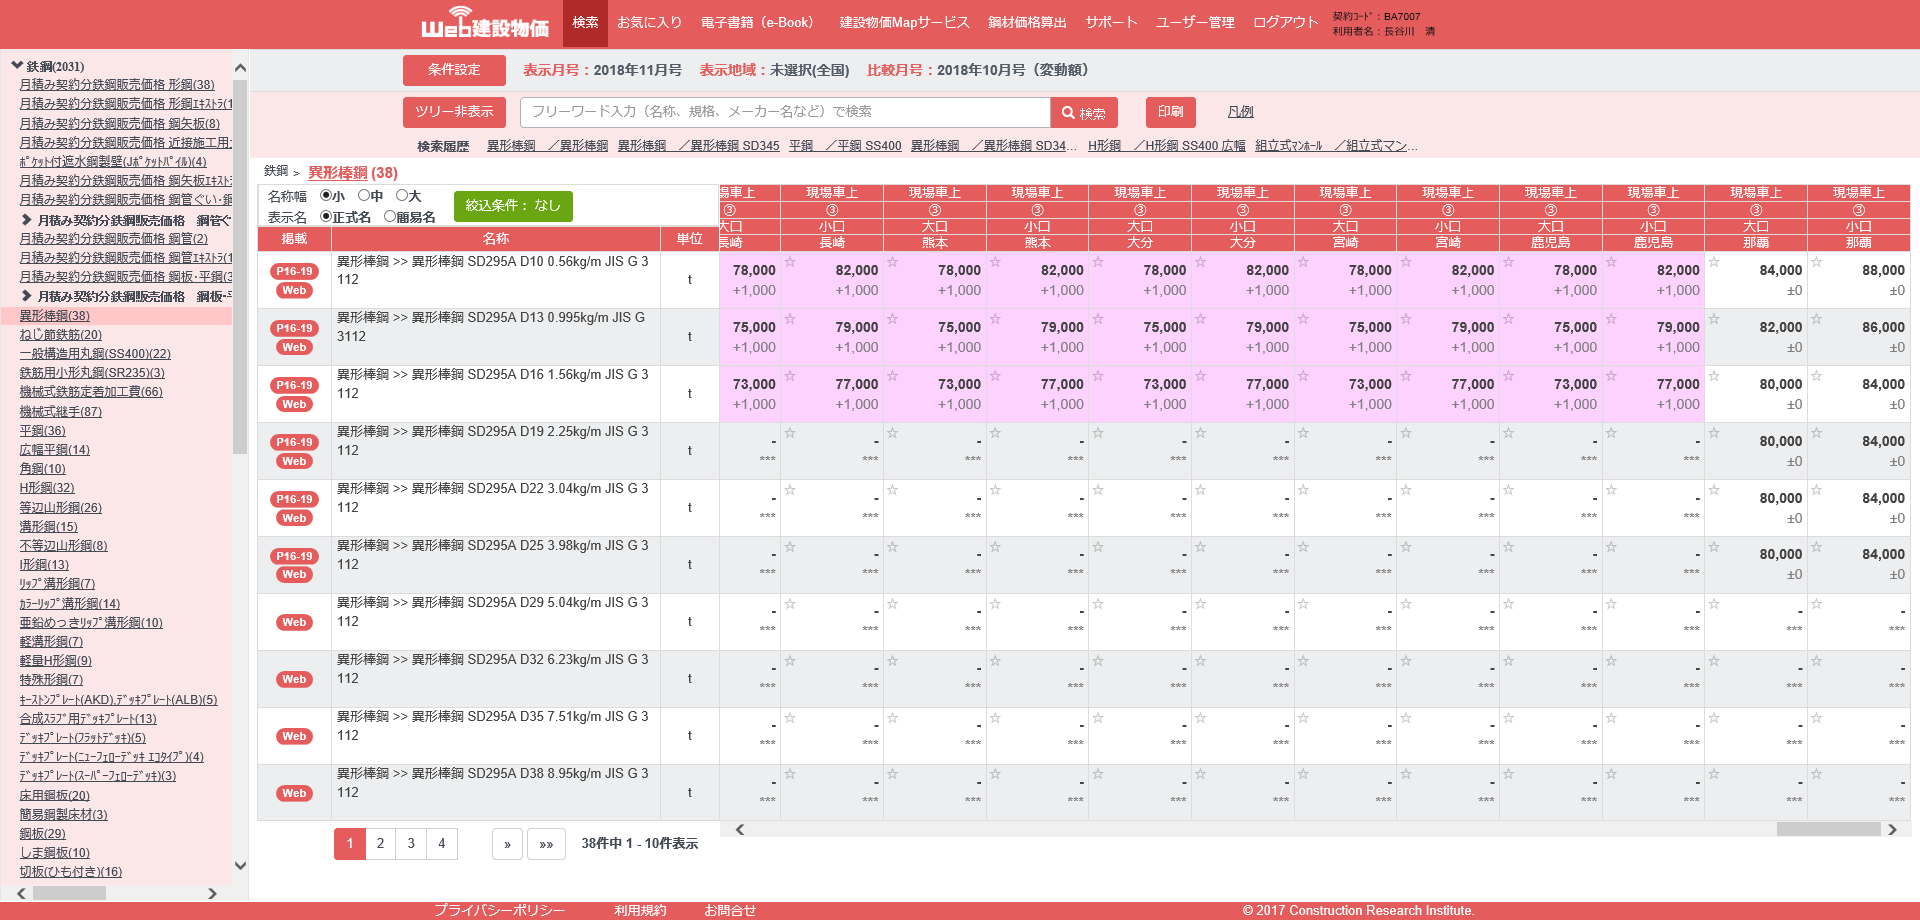 Web建設物価 検索 お気に入り 電子書籍（e-Book） 建設物価Mapサービス 鋼材価格算出 サポート ユーザー管理 ログアウト 契約ｺｰﾄﾞ：BA7007
利用者名：長谷川　清
条件設定 表示月号：2018年11月号 表示地域：未選択(全国) 比較月号：2018年10月号（変動額）
ツリー非表示 フリーワード入力（名称、規格、メーカー名など）で検索 検索 印刷 凡例
検索履歴 異形棒鋼　／異形棒鋼 異形棒鋼　／異形棒鋼 SD345 平鋼　／平鋼 SS400 異形棒鋼　／異形棒鋼 SD34... H形鋼　／H形鋼 SS400 広幅 組立式ﾏﾝﾎｰﾙ　／組立式マン...
鉄鋼(2031)
月積み契約分鉄鋼販売価格 形鋼(38)
月積み契約分鉄鋼販売価格 形鋼ｴｷｽﾄﾗ(1
月積み契約分鉄鋼販売価格 鋼矢板(8)
月積み契約分鉄鋼販売価格 近接施工用
ﾎﾟｹｯﾄ付遮水鋼製壁(Jﾎﾟｹｯﾄﾊﾟｲﾙ)(4)
月積み契約分鉄鋼販売価格 鋼矢板ｴｷｽﾄ
月積み契約分鉄鋼販売価格 鋼管ぐい･鋼
月積み契約分鉄鋼販売価格　鋼管ぐ
月積み契約分鉄鋼販売価格 鋼管(2)
月積み契約分鉄鋼販売価格 鋼管ｴｷｽﾄﾗ(1
月積み契約分鉄鋼販売価格 鋼板･平鋼(3
月積み契約分鉄鋼販売価格　鋼板･平
異形棒鋼(38)
ねじ節鉄筋(20)
一般構造用丸鋼(SS400)(22)
鉄筋用小形丸鋼(SR235)(3)
機械式鉄筋定着加工費(66)
機械式継手(87)
平鋼(36)
広幅平鋼(14)
角鋼(10)
H形鋼(32)
等辺山形鋼(26)
溝形鋼(15)
不等辺山形鋼(8)
I形鋼(13)
ﾘｯﾌﾟ溝形鋼(7)
ｶﾗｰﾘｯﾌﾟ溝形鋼(14)
亜鉛めっきﾘｯﾌﾟ溝形鋼(10)
軽溝形鋼(7)
軽量H形鋼(9)
特殊形鋼(7)
ｷｰｽﾄﾝﾌﾟﾚｰﾄ(AKD),ﾃﾞｯｷﾌﾟﾚｰﾄ(ALB)(5)
合成ｽﾗﾌﾞ用ﾃﾞｯｷﾌﾟﾚｰﾄ(13)
ﾃﾞｯｷﾌﾟﾚｰﾄ(ﾌﾗｯﾄﾃﾞｯｷ)(5)
ﾃﾞｯｷﾌﾟﾚｰﾄ(ﾆｭｰﾌｪﾛｰﾃﾞｯｷ ｴｺﾀｲﾌﾟ)(4)
ﾃﾞｯｷﾌﾟﾚｰﾄ(ｽｰﾊﾟｰﾌｪﾛｰﾃﾞｯｷ)(3)
床用鋼板(20)
簡易鋼製床材(3)
鋼板(29)
しま鋼板(10)
切板(ひも付き)(16)
鉄鋼 > 異形棒鋼 (38)
名称幅 小 中 大 絞込条件： なし
表示名 正式名 簡易名
掲載 名称 単位
場車上 現場車上 現場車上 現場車上 現場車上 現場車上 現場車上 現場車上 現場車上 現場車上 現場車上 現場車上
③ ③ ③ ③ ③ ③ ③ ③ ③ ③ ③ ③
大口 小口 大口 小口 大口 小口 大口 小口 大口 小口 大口 小口
長崎 長崎 熊本 熊本 大分 大分 宮崎 宮崎 鹿児島 鹿児島 那覇 那覇
P16-19 Web 異形棒鋼 >> 異形棒鋼 SD295A D10 0.56kg/m JIS G 3
112 t
78,000 ☆ 82,000 ☆ 78,000 ☆ 82,000 ☆ 78,000 ☆ 82,000 ☆ 78,000 ☆ 82,000 ☆ 78,000 ☆ 82,000 ☆ 84,000 ☆ 88,000
+1,000 +1,000 +1,000 +1,000 +1,000 +1,000 +1,000 +1,000 +1,000 +1,000 ±0 ±0
P16-19 Web 異形棒鋼 >> 異形棒鋼 SD295A D13 0.995kg/m JIS G
3112 t
75,000 ☆ 79,000 ☆ 75,000 ☆ 79,000 ☆ 75,000 ☆ 79,000 ☆ 75,000 ☆ 79,000 ☆ 75,000 ☆ 79,000 ☆ 82,000 ☆ 86,000
+1,000 +1,000 +1,000 +1,000 +1,000 +1,000 +1,000 +1,000 +1,000 +1,000 ±0 ±0
P16-19 Web 異形棒鋼 >> 異形棒鋼 SD295A D16 1.56kg/m JIS G 3
112 t
73,000 ☆ 77,000 ☆ 73,000 ☆ 77,000 ☆ 73,000 ☆ 77,000 ☆ 73,000 ☆ 77,000 ☆ 73,000 ☆ 77,000 ☆ 80,000 ☆ 84,000
+1,000 +1,000 +1,000 +1,000 +1,000 +1,000 +1,000 +1,000 +1,000 +1,000 ±0 ±0
P16-19 Web 異形棒鋼 >> 異形棒鋼 SD295A D19 2.25kg/m JIS G 3
112 t
- ☆ - ☆ - ☆ - ☆ - ☆ - ☆ - ☆ - ☆ - ☆ - ☆ 80,000 ☆ 84,000
*** *** *** *** *** *** *** *** *** *** ±0 ±0
P16-19 Web 異形棒鋼 >> 異形棒鋼 SD295A D22 3.04kg/m JIS G 3
112 t
- ☆ - ☆ - ☆ - ☆ - ☆ - ☆ - ☆ - ☆ - ☆ - ☆ 80,000 ☆ 84,000
*** *** *** *** *** *** *** *** *** *** ±0 ±0
P16-19 Web 異形棒鋼 >> 異形棒鋼 SD295A D25 3.98kg/m JIS G 3
112 t
- ☆ - ☆ - ☆ - ☆ - ☆ - ☆ - ☆ - ☆ - ☆ - ☆ 80,000 ☆ 84,000
*** *** *** *** *** *** *** *** *** *** ±0 ±0
Web 異形棒鋼 >> 異形棒鋼 SD295A D29 5.04kg/m JIS G 3
112 t
- ☆ - ☆ - ☆ - ☆ - ☆ - ☆ - ☆ - ☆ - ☆ - ☆ - ☆ -
*** *** *** *** *** *** *** *** *** *** *** ***
Web 異形棒鋼 >> 異形棒鋼 SD295A D32 6.23kg/m JIS G 3
112 t
- ☆ - ☆ - ☆ - ☆ - ☆ - ☆ - ☆ - ☆ - ☆ - ☆ - ☆ -
*** *** *** *** *** *** *** *** *** *** *** ***
Web 異形棒鋼 >> 異形棒鋼 SD295A D35 7.51kg/m JIS G 3
112 t
- ☆ - ☆ - ☆ - ☆ - ☆ - ☆ - ☆ - ☆ - ☆ - ☆ - ☆ -
*** *** *** *** *** *** *** *** *** *** *** ***
Web 異形棒鋼 >> 異形棒鋼 SD295A D38 8.95kg/m JIS G 3
112 t
- ☆ - ☆ - ☆ - ☆ - ☆ - ☆ - ☆ - ☆ - ☆ - ☆ - ☆ -
*** *** *** *** *** *** *** *** *** *** *** ***
1 2 3 4 » »» 38件中 1 - 10件表示
プライバシーポリシー 利用規約 お問合せ © 2017 Construction Research Institute.